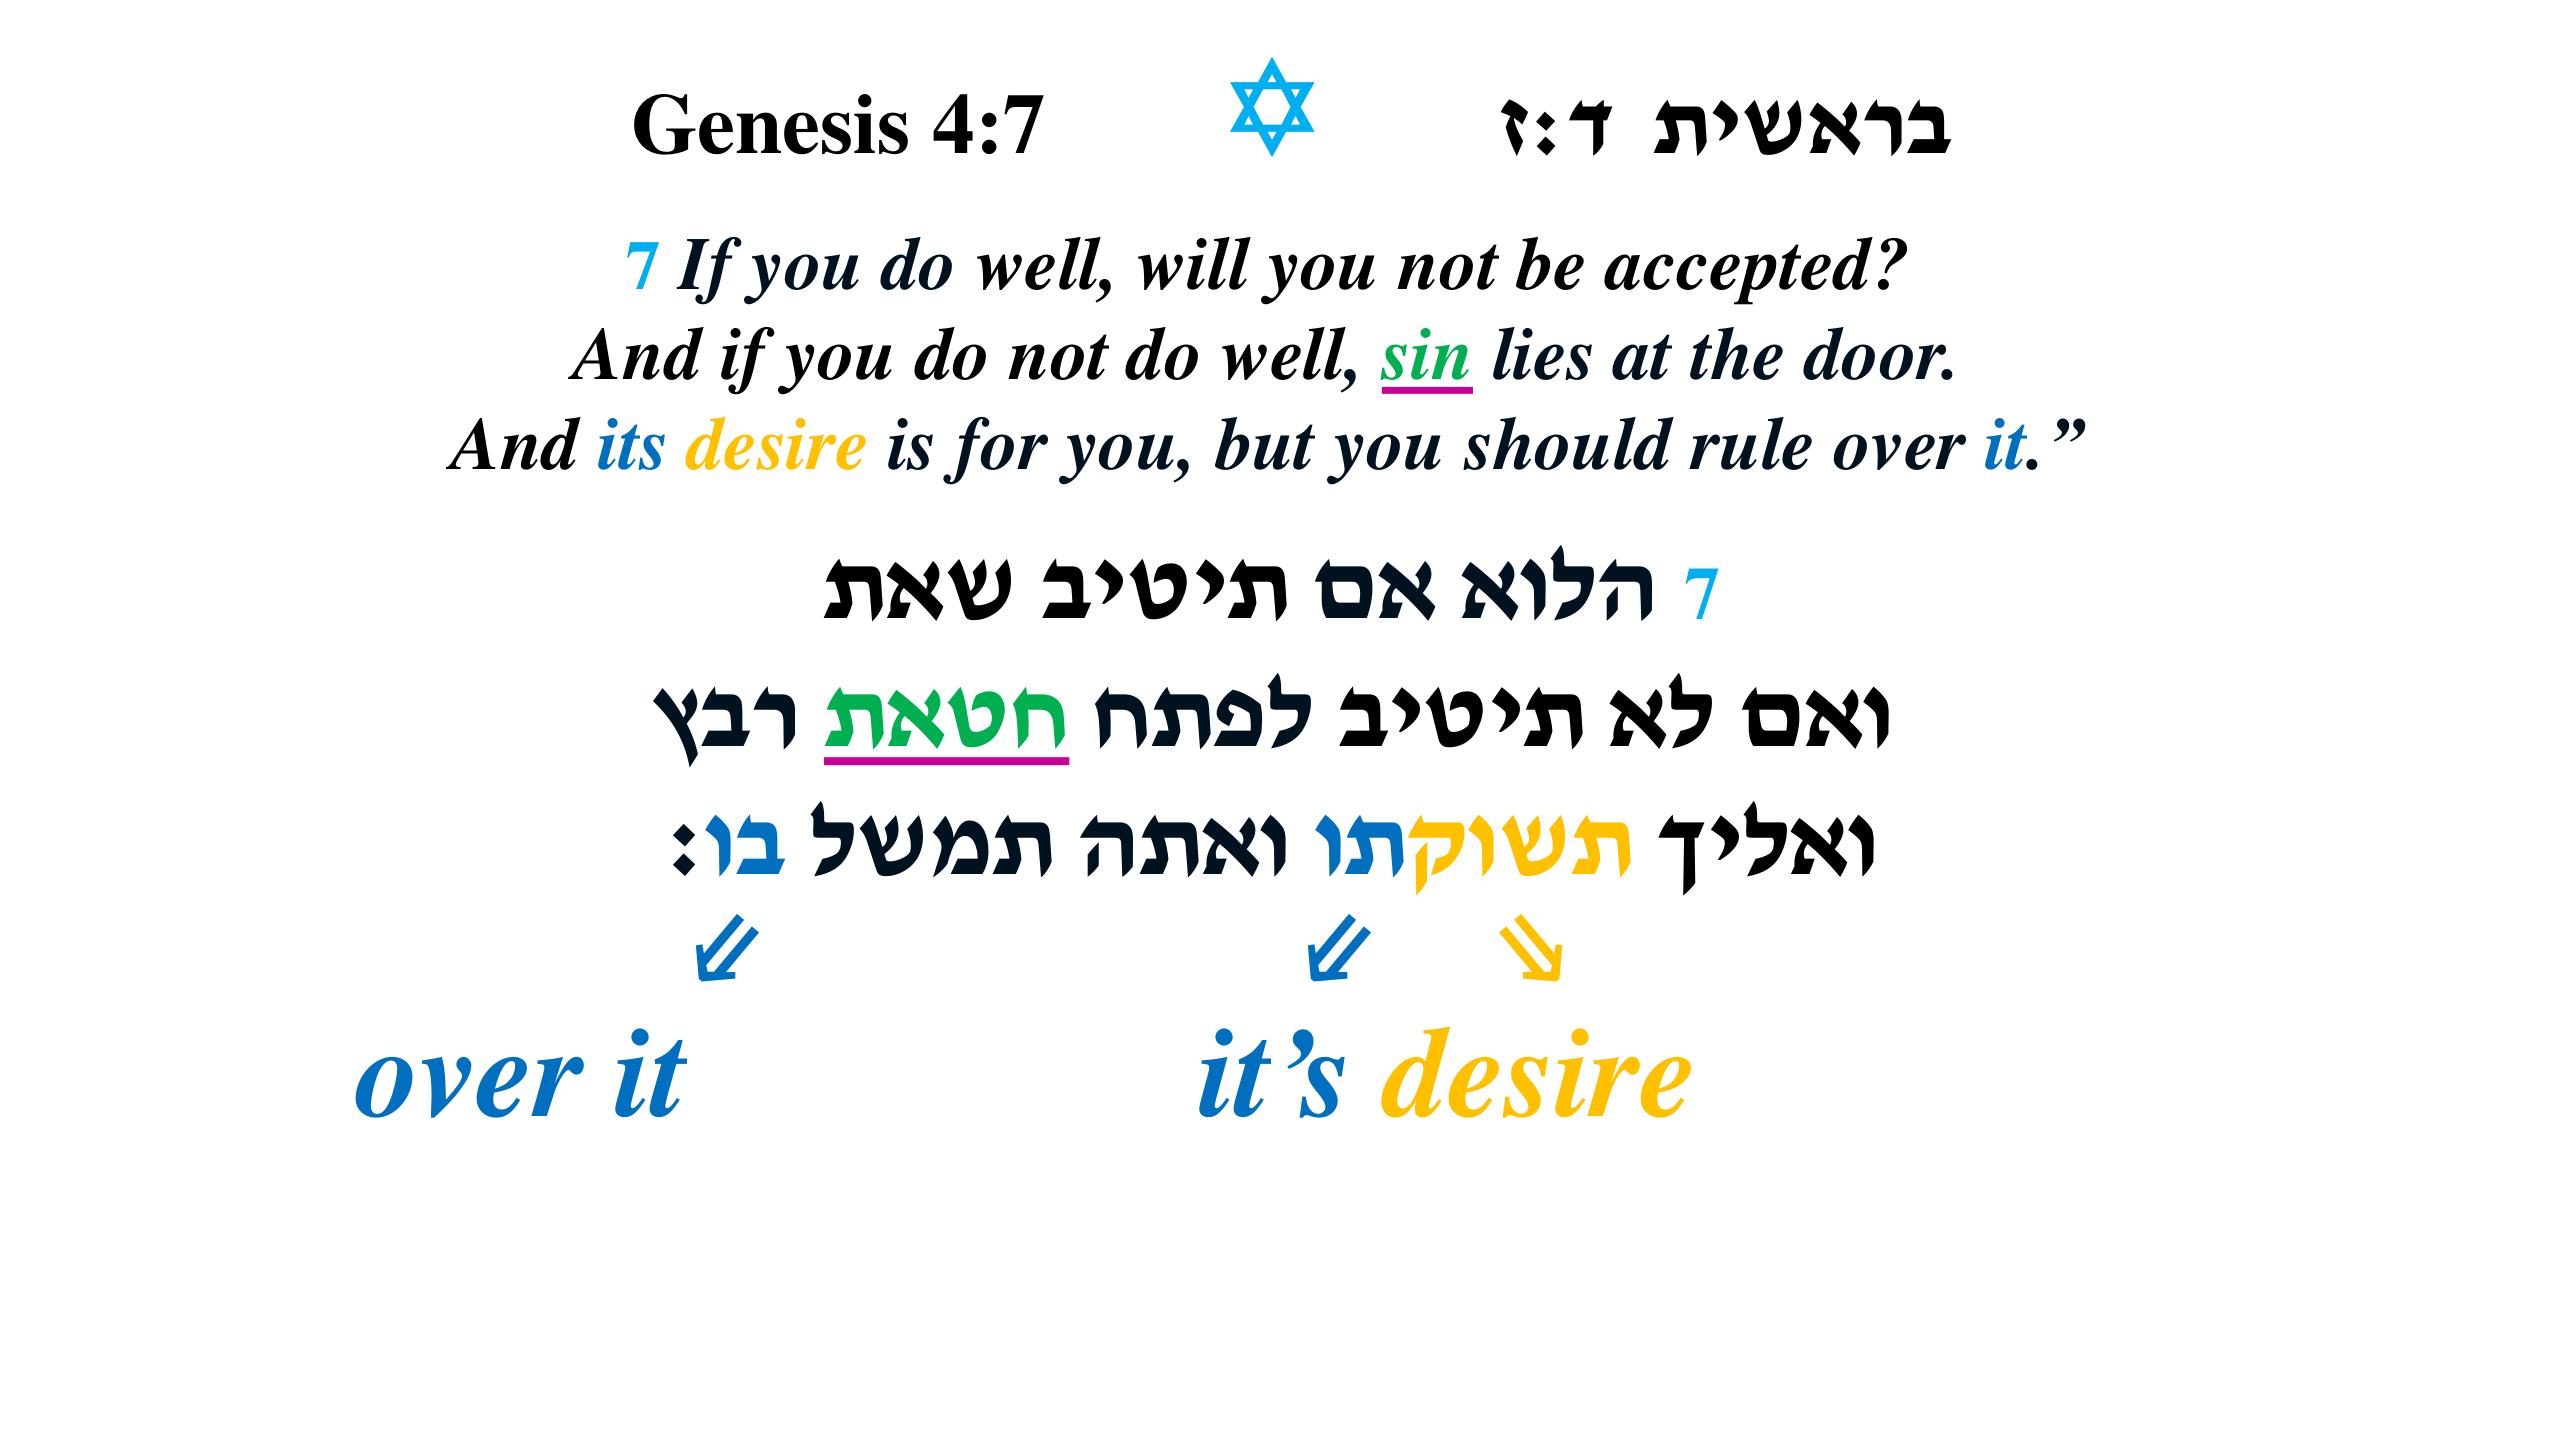 Genesis 4:7 ✡ בראשית ד:ז
7 If you do well, will you not be accepted?
And if you do not do well, sin lies at the door.
And its desire is for you, but you should rule over it.”
7 הלוא אם תיטיב שאת
ואם לא תיטיב לפתח חטאת רבץ
ואליך תשוקתו ואתה תמשל בו:
⇙ ⇙ ⇘
over it it’s desire